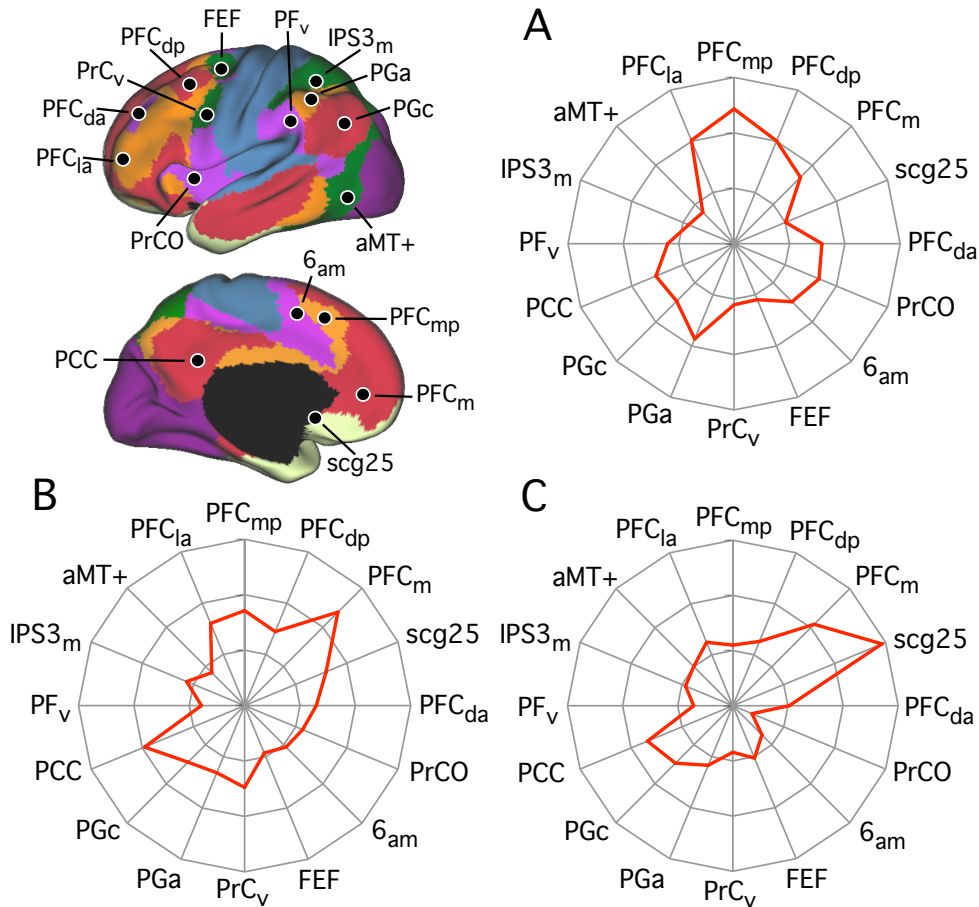 FEF
PFv
IPS3m
PFCdp
PrCv
PGa
PFCda
PGc
PFCla
PrCO
aMT+
6am
PFCmp
PCC
PFCm
scg25
A
PFCmp
PFCla
PFCdp
aMT+
PFCm
IPS3m
scg25
PFv
PFCda
PCC
PrCO
PGc
6am
PGa
FEF
PrCv
B
PFCmp
PFCla
PFCdp
aMT+
PFCm
IPS3m
scg25
PFv
PFCda
PCC
PrCO
PGc
6am
PGa
FEF
PrCv
C
PFCmp
PFCla
PFCdp
aMT+
PFCm
IPS3m
scg25
PFv
PFCda
PCC
PrCO
PGc
6am
PGa
FEF
PrCv